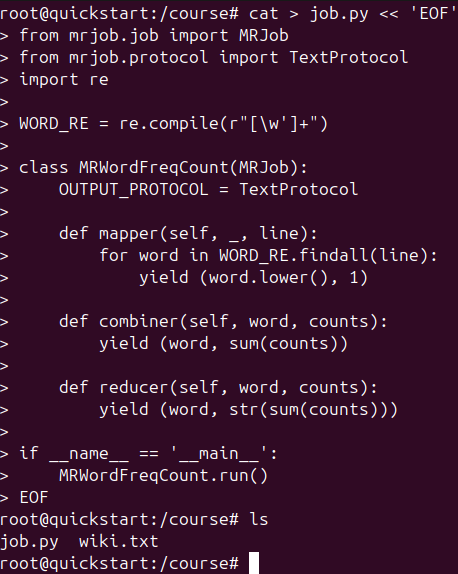 root@quickstart:/course# cat > job.py << 'EOF'
> from mrjob.job import MRJob
> from mrjob.protocol import TextProtocol
> import re
>
> WORD_RE = re.compile(r"[\w']+")
>
> class MRWordFreqCount(MRJob):
>     OUTPUT_PROTOCOL = TextProtocol
>
>     def mapper(self, _, line):
>         for word in WORD_RE.findall(line):
>             yield (word.lower(), 1)
>
>     def combiner(self, word, counts):
>         yield (word, sum(counts))
>
>     def reducer(self, word, counts):
>         yield (word, str(sum(counts)))
>
> if __name__ == '__main__':
>     MRWordFreqCount.run()
> EOF
root@quickstart:/course# ls
job.py  wiki.txt
root@quickstart:/course#